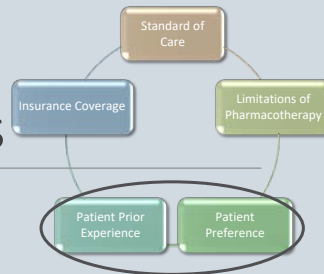 Standard of
Care
Insurance Coverage
Limitations of
Pharmacotherapy
s
Patient Prior
Experience
Patient
Preference